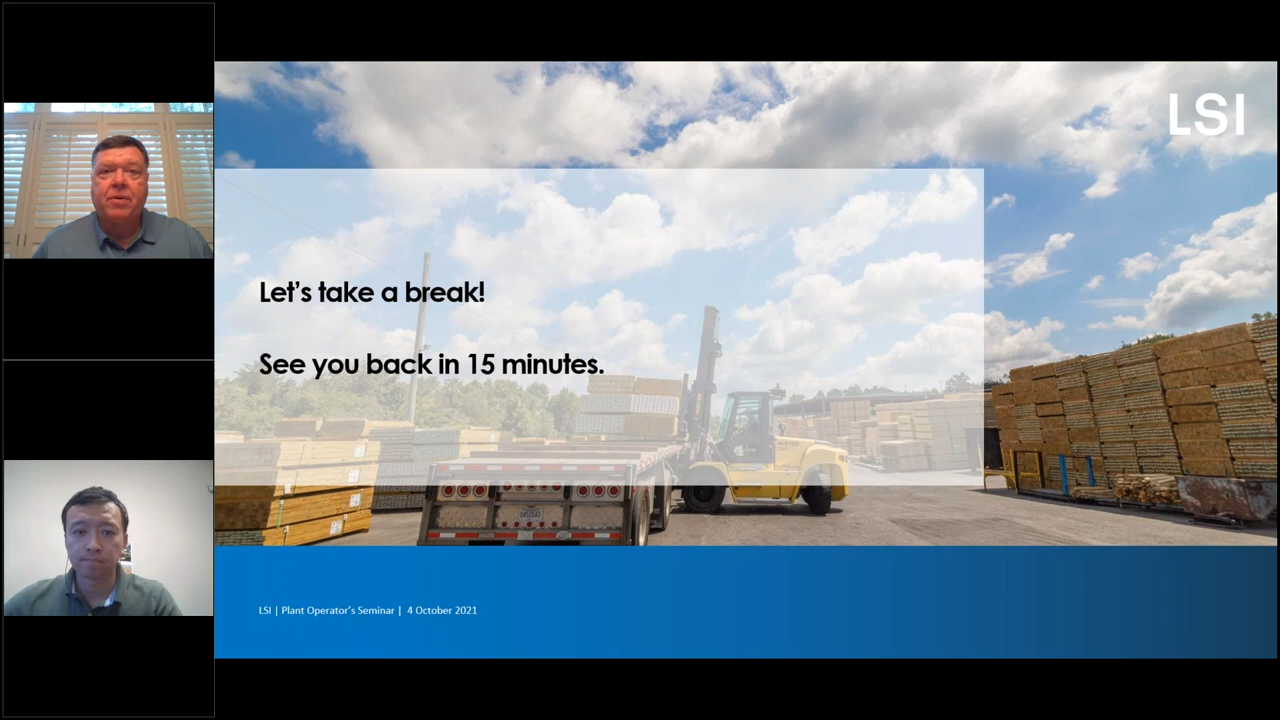 LSI
Let's take a break!
See you back in 15 minutes.
LSI | Plant Operator's Seminar | 4 October 2021